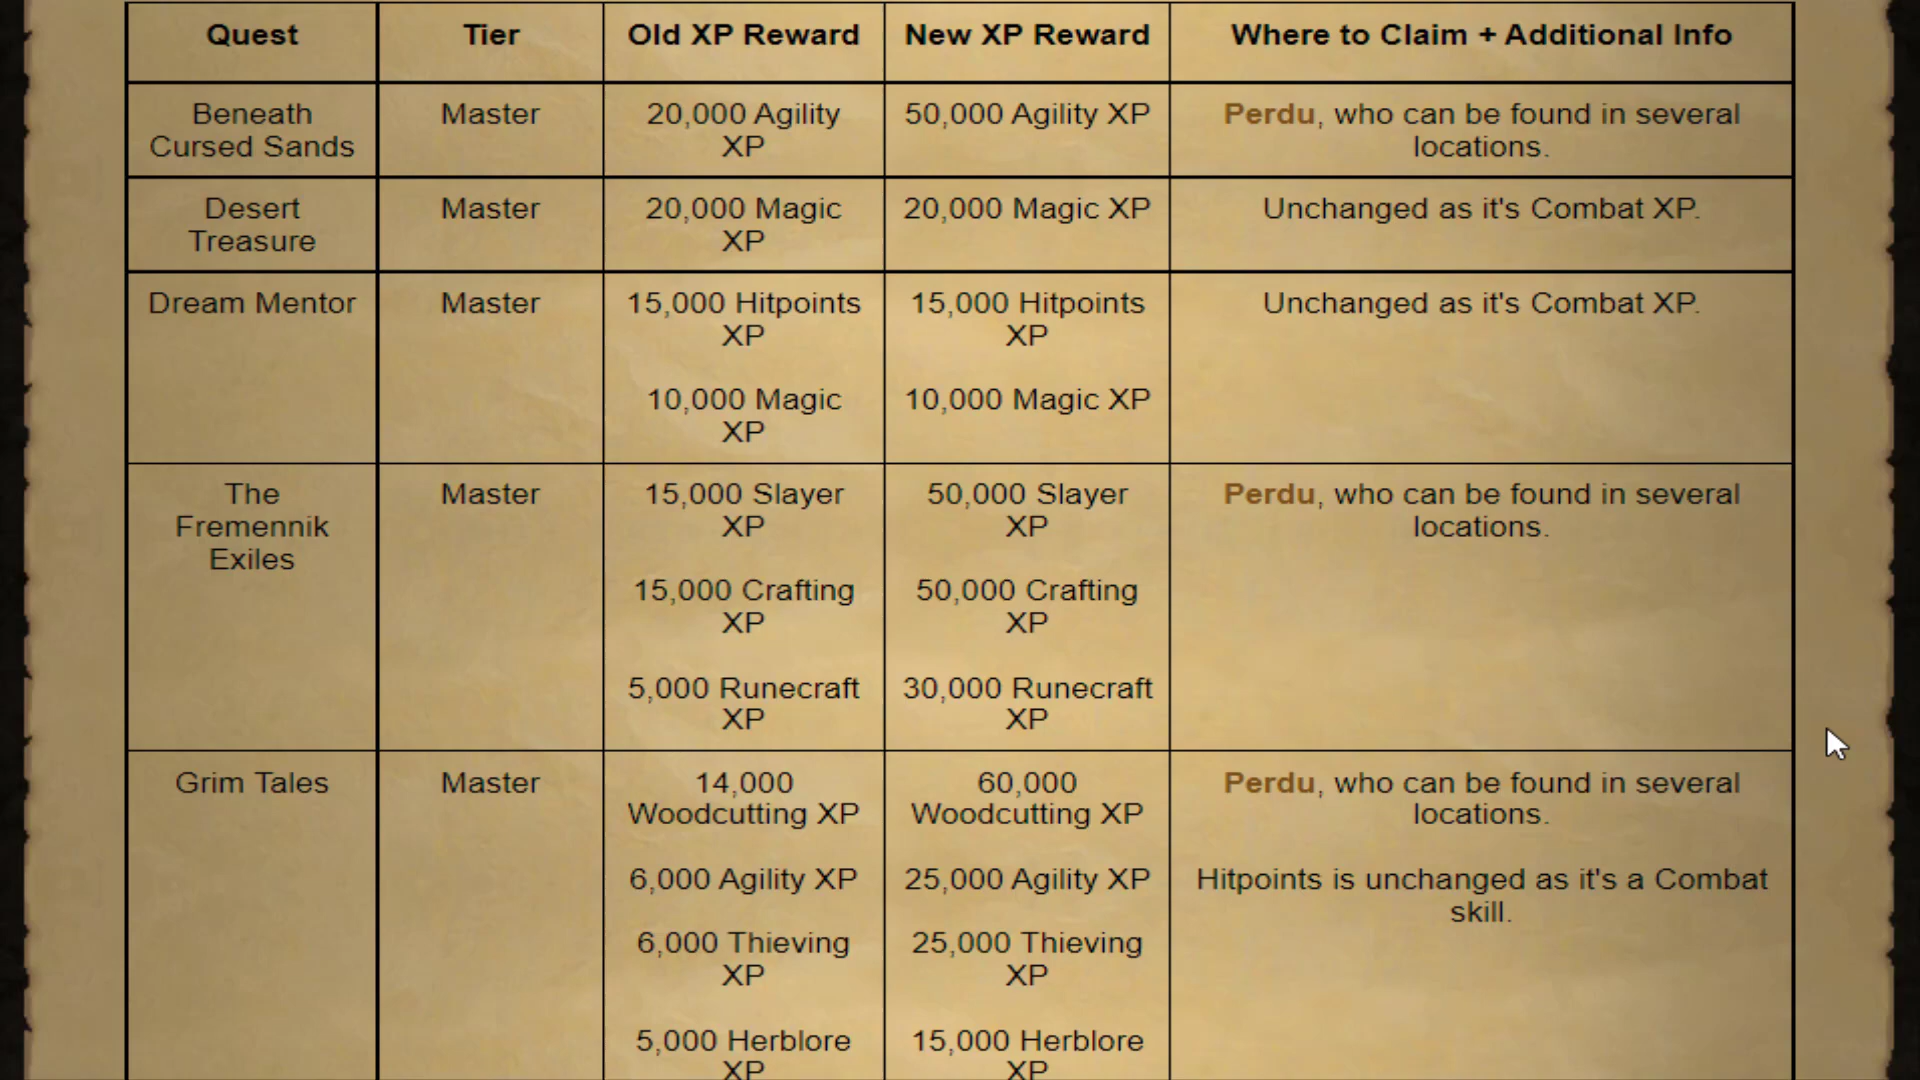 Quest Tier Old XP Reward New XP Reward Where to Claim + Additional Info
Beneath Master 20,000 Agility 50,000 Agility XP Perdu, who can be found in several
Cursed Sands XP locations.
Desert Master 20,000 Magic 20,000 Magic XP Unchanged as it's Combat XP.
Treasure XP
Dream Mentor Master 15,000 Hitpoints 15,000 Hitpoints Unchanged as it's Combat XP.
XP XP
10,000 Magic 10,000 Magic XP
XP
The Master 15,000 Slayer 50,000 Slayer Perdu, who can be found in several
Fremennik XP XP locations.
Exiles
15,000 Crafting 50,000 Crafting
XP XP
5,000 Runecraft 30,000 Runecraft
XP XP
Grim Tales Master 14,000 60,000 Perdu, who can be found in several
Woodcutting XP Woodcutting XP locations.
6,000 Agility XP 25,000 Agility XP Hitpoints is unchanged as it's a Combat
skill.
6,000 Thieving 25,000 Thieving
XP XP
5,000 Herblore 15,000 Herblore
XP XP